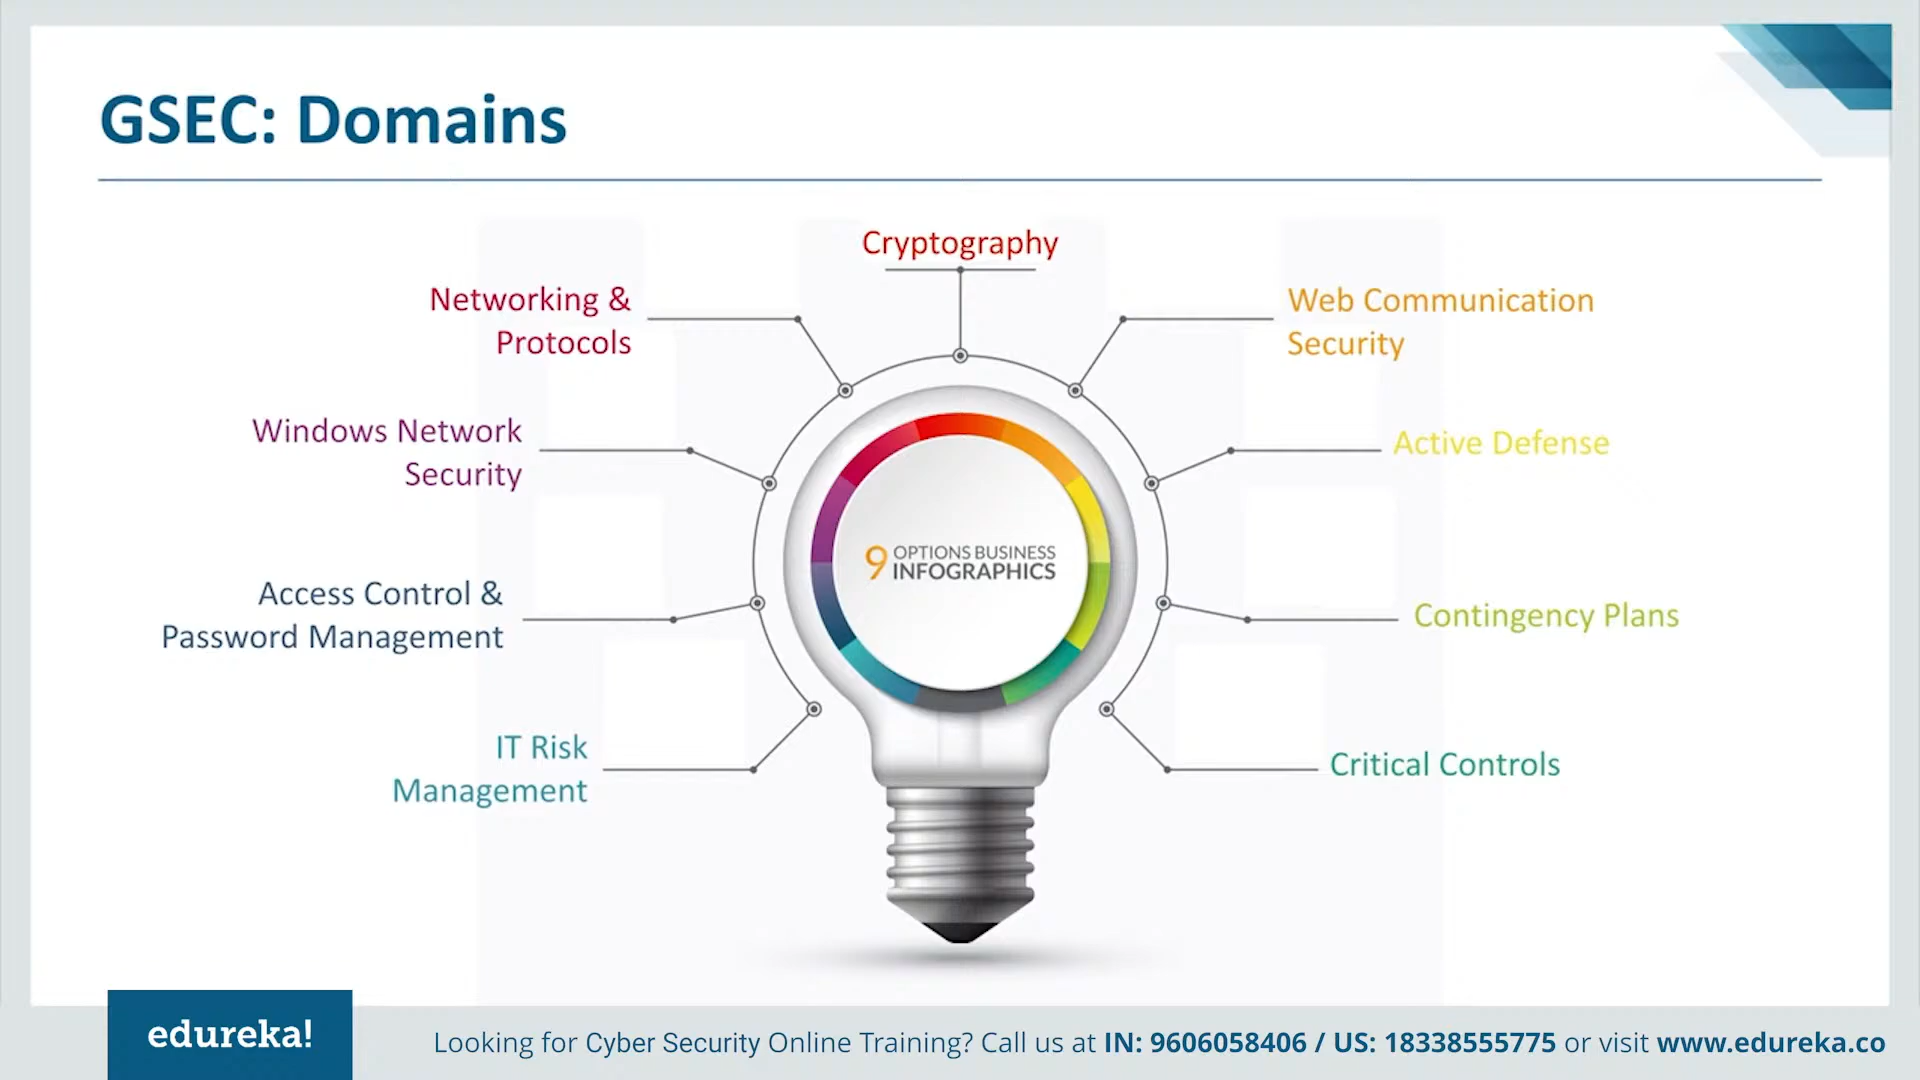 GSEC: Domains
Cryptography
Networking &
Protocols
Web Communication
Security
Windows Network
Security
Active Defense
9 OPTIONS BUSINESS
INFOGRAPHICS
Access Control &
Password Management
Contingency Plans
IT Risk
Management
Critical Controls
edureka!
Looking for Cyber Security Online Training? Call us at IN: 9606058406 / US: 18338555775 or visit www.edureka.co